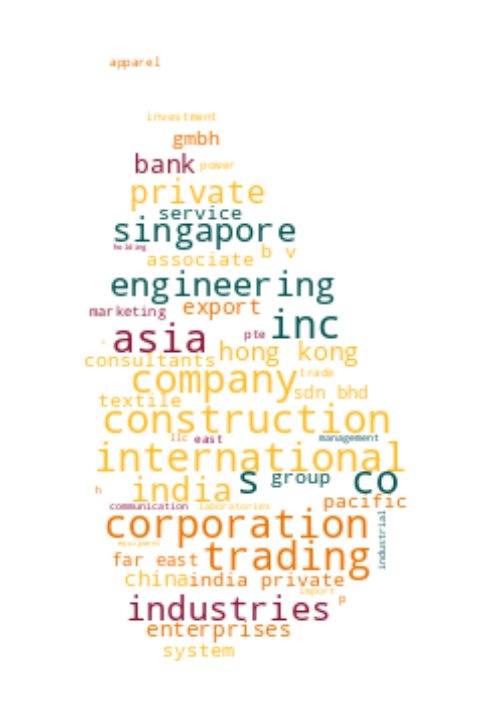 apparel
investment
gmbh
bank power
private
service
singapore
holding
associate b v
engineering
marketing export
asia pte inc
consultants hong kong
company trade
textile sdn bhd
construction
llc east management
international
h india s group co
communication laboratories pacific
corporation
industrial
equipment
far east trading
china india private
import
industries p
enterprises
system